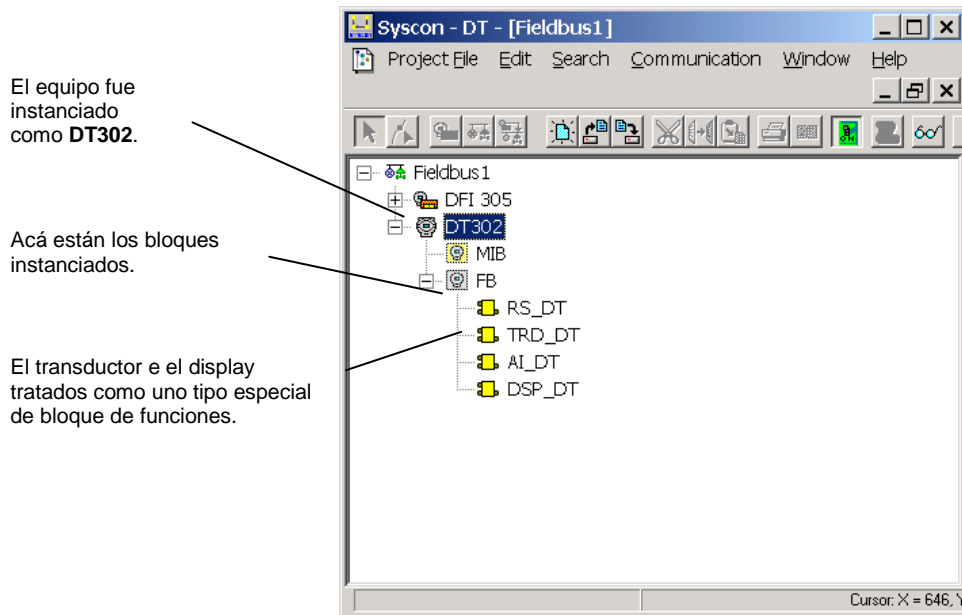 El equipo fue
instanciado
como DT302.
Acá están los bloques
instanciados.
El transductor e el display
tratados como uno tipo especial
de bloque de funciones.
Syscon - DT - [Fieldbus1]
Project File Edit Search Communication Window Help
Fieldbus1
DFI 305
DT302
MIB
FB
RS_DT
TRD_DT
AI_DT
DSP_DT
Cursor: X = 646,